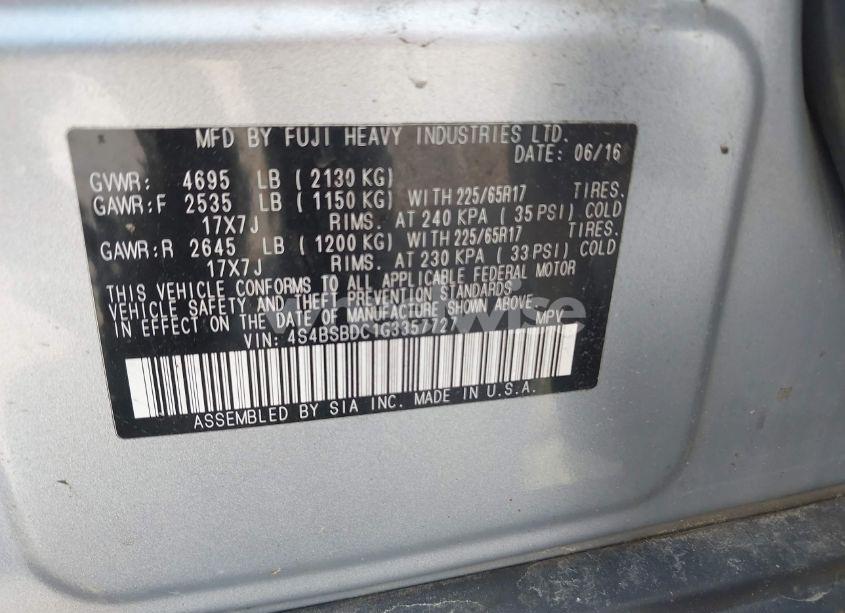 MFD BY FUJI HEAVY INDUSTRIES LTD.
DATE: 06/16
GVWR: 4695 LB ( 2130 KG)
GAWR:F 2535 LB ( 1150 KG) WITH 225/65R17 TIRES.
17X7J RIMS. AT 240 KPA ( 35 PSI) COLD
GAWR:R 2645 LB ( 1200 KG) WITH 225/65R17 TIRES.
17X7J RIMS. AT 230 KPA ( 33 PSI) COLD
THIS VEHICLE CONFORMS TO ALL APPLICABLE FEDERAL MOTOR
VEHICLE SAFETY AND THEFT PREVENTION STANDARDS
IN EFFECT ON THE DATE OF MANUFACTURE SHOWN ABOVE.
VIN: 4S4BSBDC1G3357727 MPV
ASSEMBLED BY SIA INC. MADE IN U.S.A.